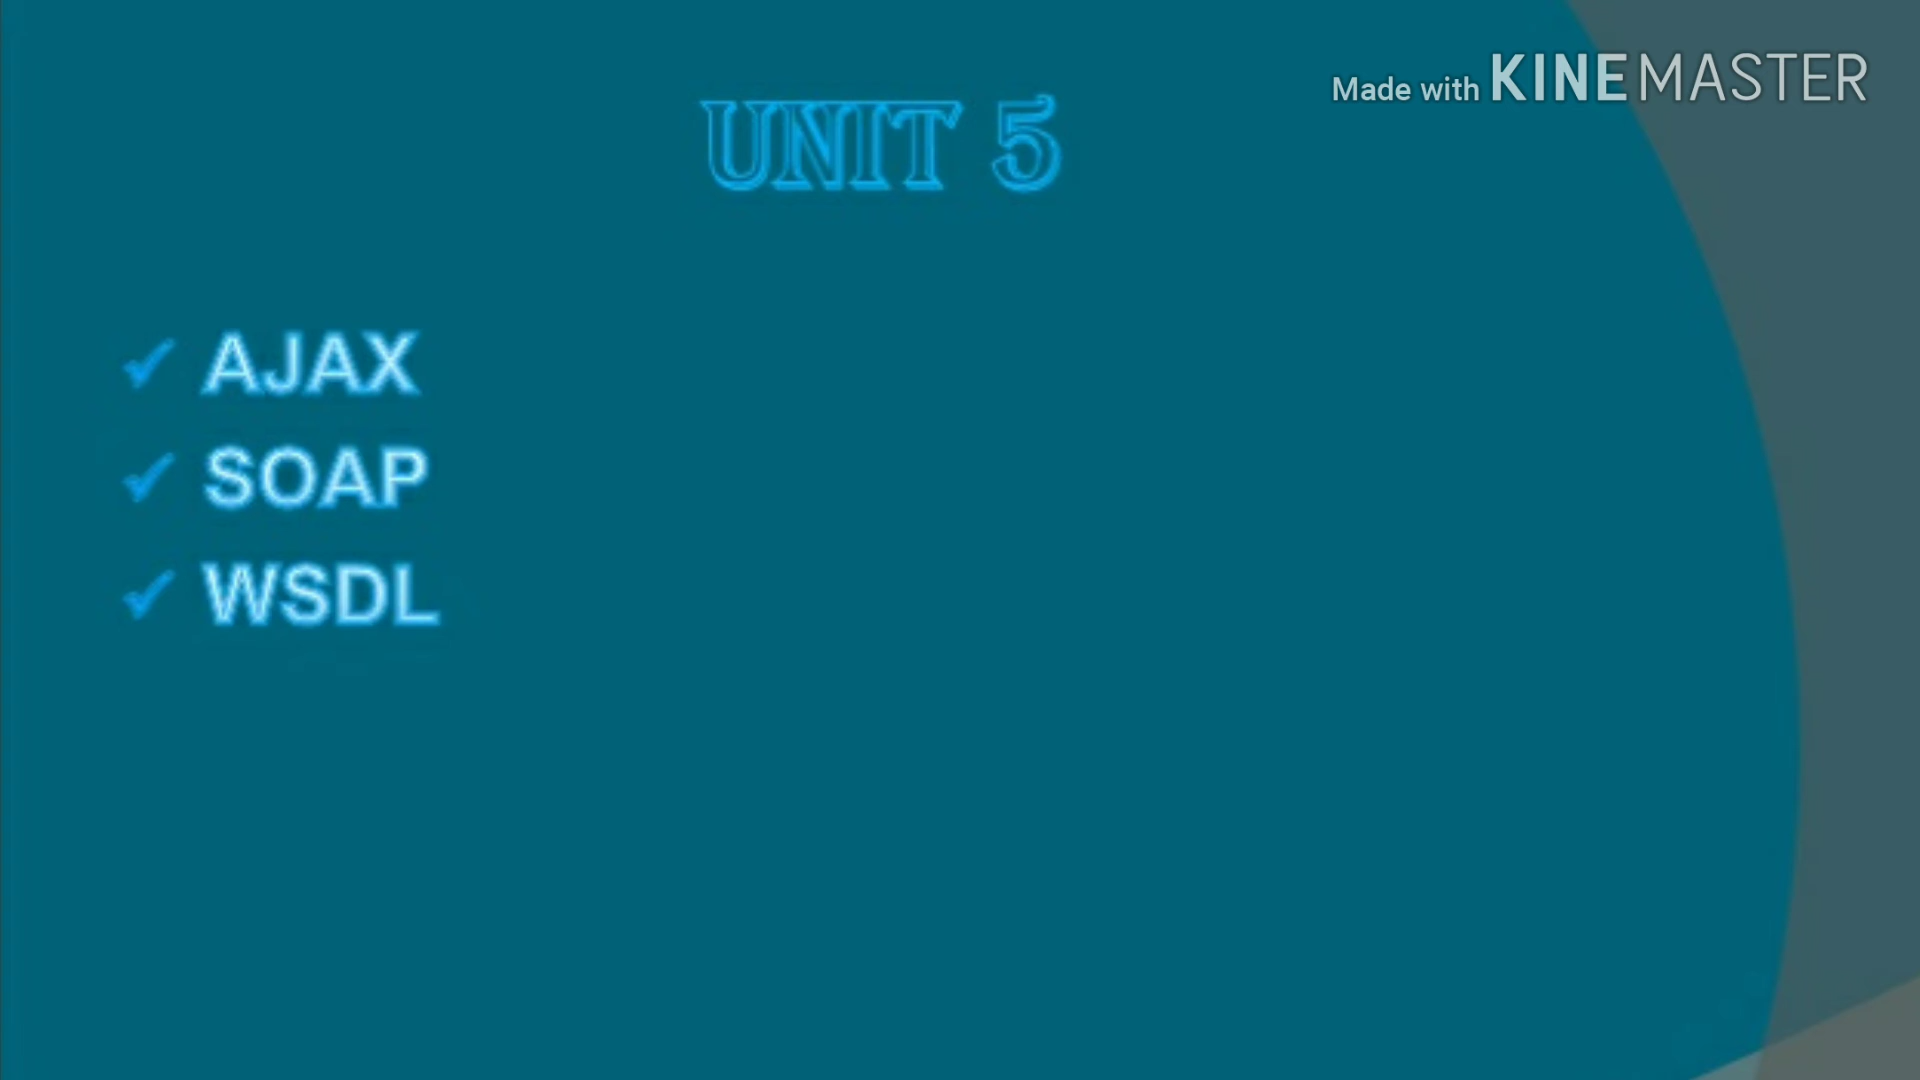 Made with KINEMASTER
UNIT 5
✓ AJAX
✓ SOAP
✓ WSDL